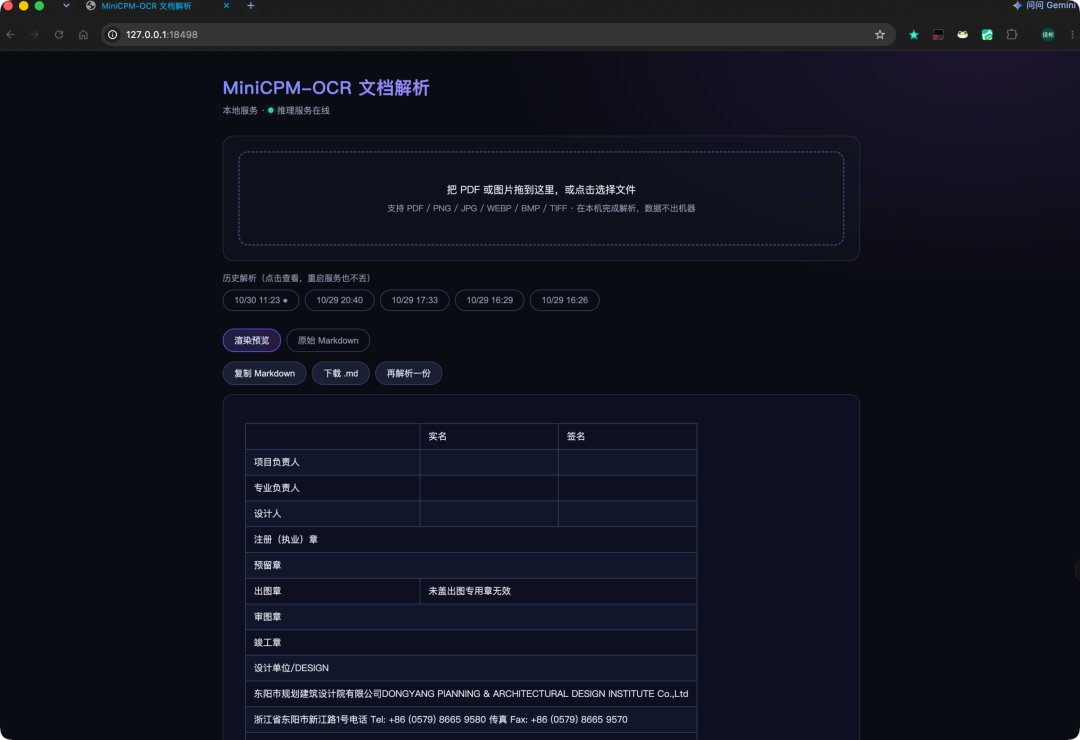 MiniCPM-OCR 文档解析
问问 Gemini
127.0.0.1:18498
MiniCPM-OCR 文档解析
本地服务 · 推理服务在线
把 PDF 或图片拖到这里，或点击选择文件
支持 PDF / PNG / JPG / WEBP / BMP / TIFF · 在本机完成解析，数据不出机器
历史解析（点击查看，重启服务也不丢）
10/30 11:23 ● 10/29 20:40 10/29 17:33 10/29 16:29 10/29 16:26
渲染预览 原始 Markdown
复制 Markdown 下载 .md 再解析一份
实名 签名
项目负责人
专业负责人
设计人
注册（执业）章
预留章
出图章 未盖出图专用章无效
审图章
竣工章
设计单位/DESIGN
东阳市规划建筑设计院有限公司DONGYANG PIANNING & ARCHITECTURAL DESIGN INSTITUTE Co.,Ltd
浙江省东阳市新江路1号电话 Tel: +86 (0579) 8665 9580 传真 Fax: +86 (0579) 8665 9570